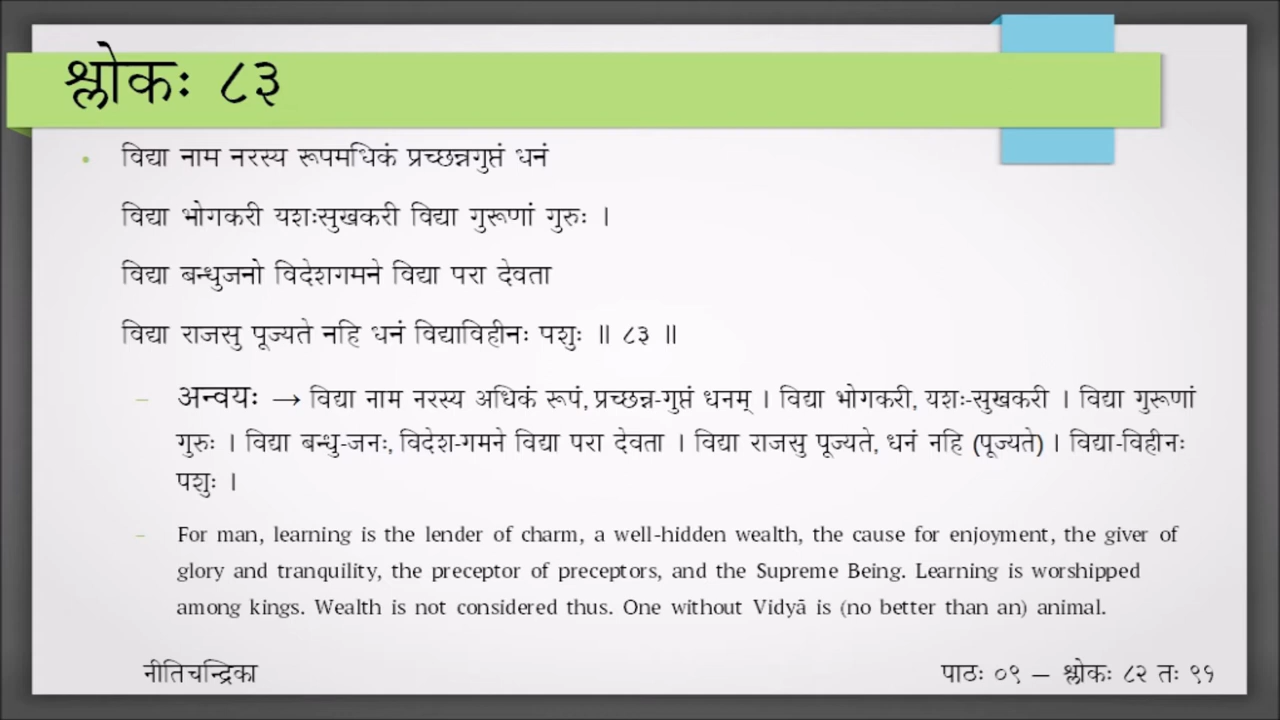 श्लोकः ८३
• विद्या नाम नरस्य रूपमधिकं प्रच्छन्नगुप्तं धनं
विद्या भोगकरी यशःसुखकरी विद्या गुरूणां गुरुः ।
विद्या बन्धुजनो विदेशगमने विद्या परा देवता
विद्या राजसु पूज्यते नहि धनं विद्याविहीनः पशुः ॥ ८३ ॥
– अन्वयः → विद्या नाम नरस्य अधिकं रूपं, प्रच्छन्न-गुप्तं धनम् । विद्या भोगकरी, यशः-सुखकरी । विद्या गुरूणां
गुरुः । विद्या बन्धु-जनः, विदेश-गमने विद्या परा देवता । विद्या राजसु पूज्यते, धनं नहि (पूज्यते) । विद्या-विहीनः
पशुः ।
– For man, learning is the lender of charm, a well-hidden wealth, the cause for enjoyment, the giver of
glory and tranquility, the preceptor of preceptors, and the Supreme Being. Learning is worshipped
among kings. Wealth is not considered thus. One without Vidyā is (no better than an) animal.
नीतिचन्द्रिका
पाठः ०९ – श्लोकः ८२ तः ९१